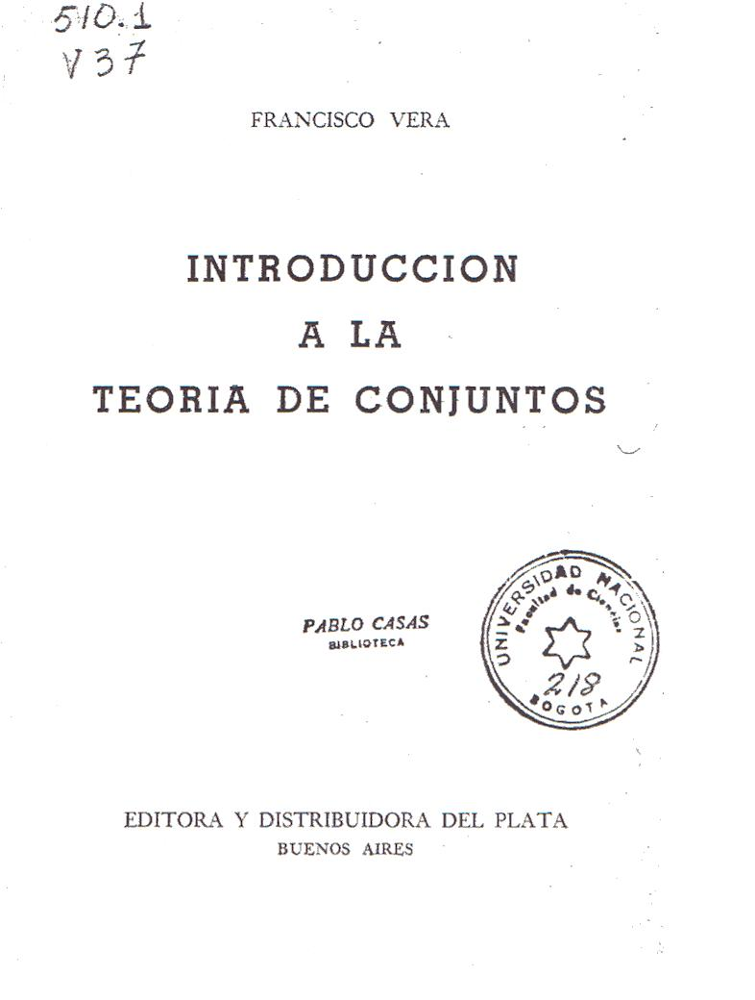 510.1
V37
FRANCISCO VERA
INTRODUCCION
A LA
TEORIA DE CONJUNTOS
PABLO CASAS
BIBLIOTECA
UNIVERSIDAD NACIONAL
Facultad de Ciencias
218
BOGOTA
EDITORA Y DISTRIBUIDORA DEL PLATA
BUENOS AIRES